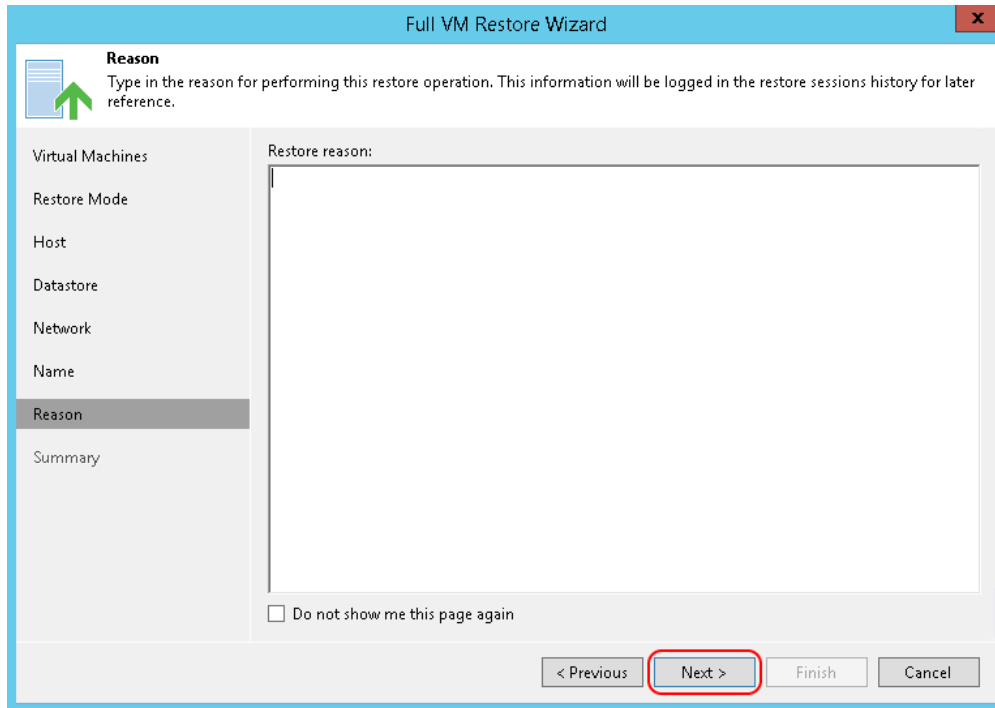 Full VM Restore Wizard
x
Reason
Type in the reason for performing this restore operation. This information will be logged in the restore sessions history for later
reference.
Virtual Machines
Restore Mode
Host
Datastore
Network
Name
Reason
Summary
Restore reason:
Do not show me this page again
< Previous
Next >
Finish
Cancel